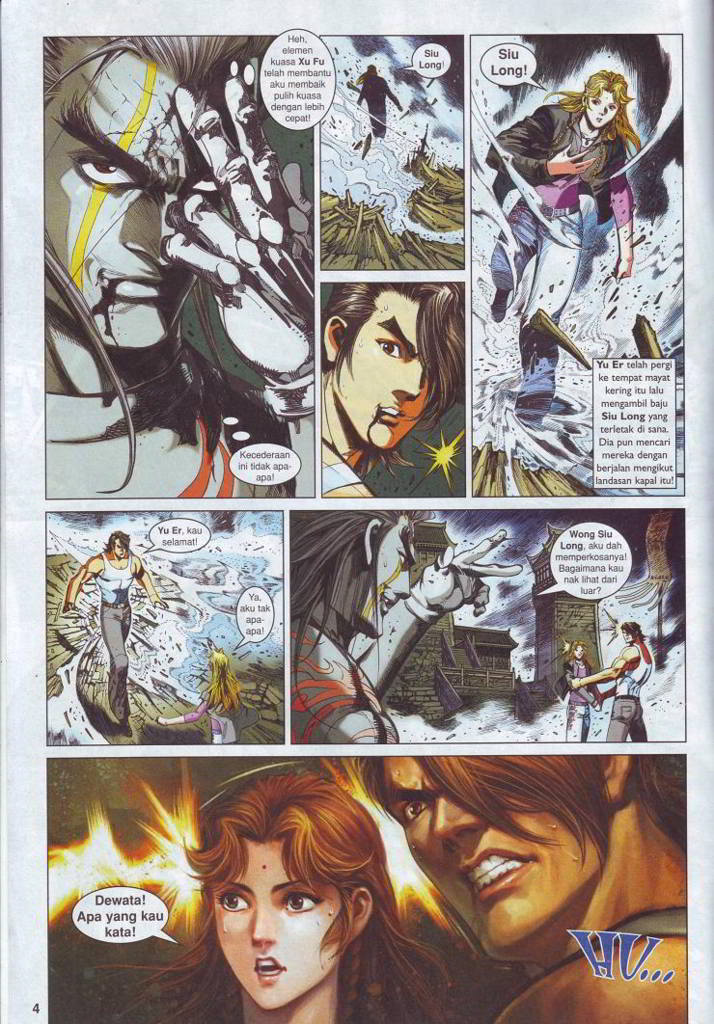 Heh,
elemen
kuasa Xu Fu
telah membantu
aku membaik
pulih kuasa
dengan lebih
cepat!
Kecederaan
ini tidak apa-
apa!
Siu
Long!
Siu
Long!
Yu Er telah pergi
ke tempat mayat
kering itu lalu
mengambil baju
Siu Long yang
terletak di sana.
Dia pun mencari
mereka dengan
berjalan mengikut
landasan kapal itu!
Yu Er, kau
selamat!
Ya,
aku tak
apa-
apa!
Wong Siu
Long, aku dah
memperkosanya!
Bagaimana kau
nak lihat dari
luar?
Dewata!
Apa yang kau
kata!
HU...
4